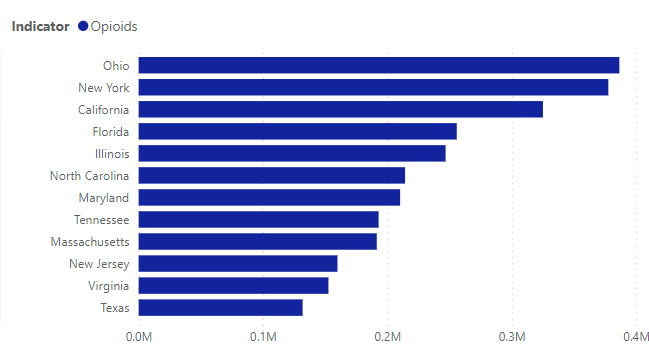 Indicator Opioids
Ohio
New York
California
Florida
Illinois
North Carolina
Maryland
Tennessee
Massachusetts
New Jersey
Virginia
Texas
0.0M 0.1M 0.2M 0.3M 0.4M